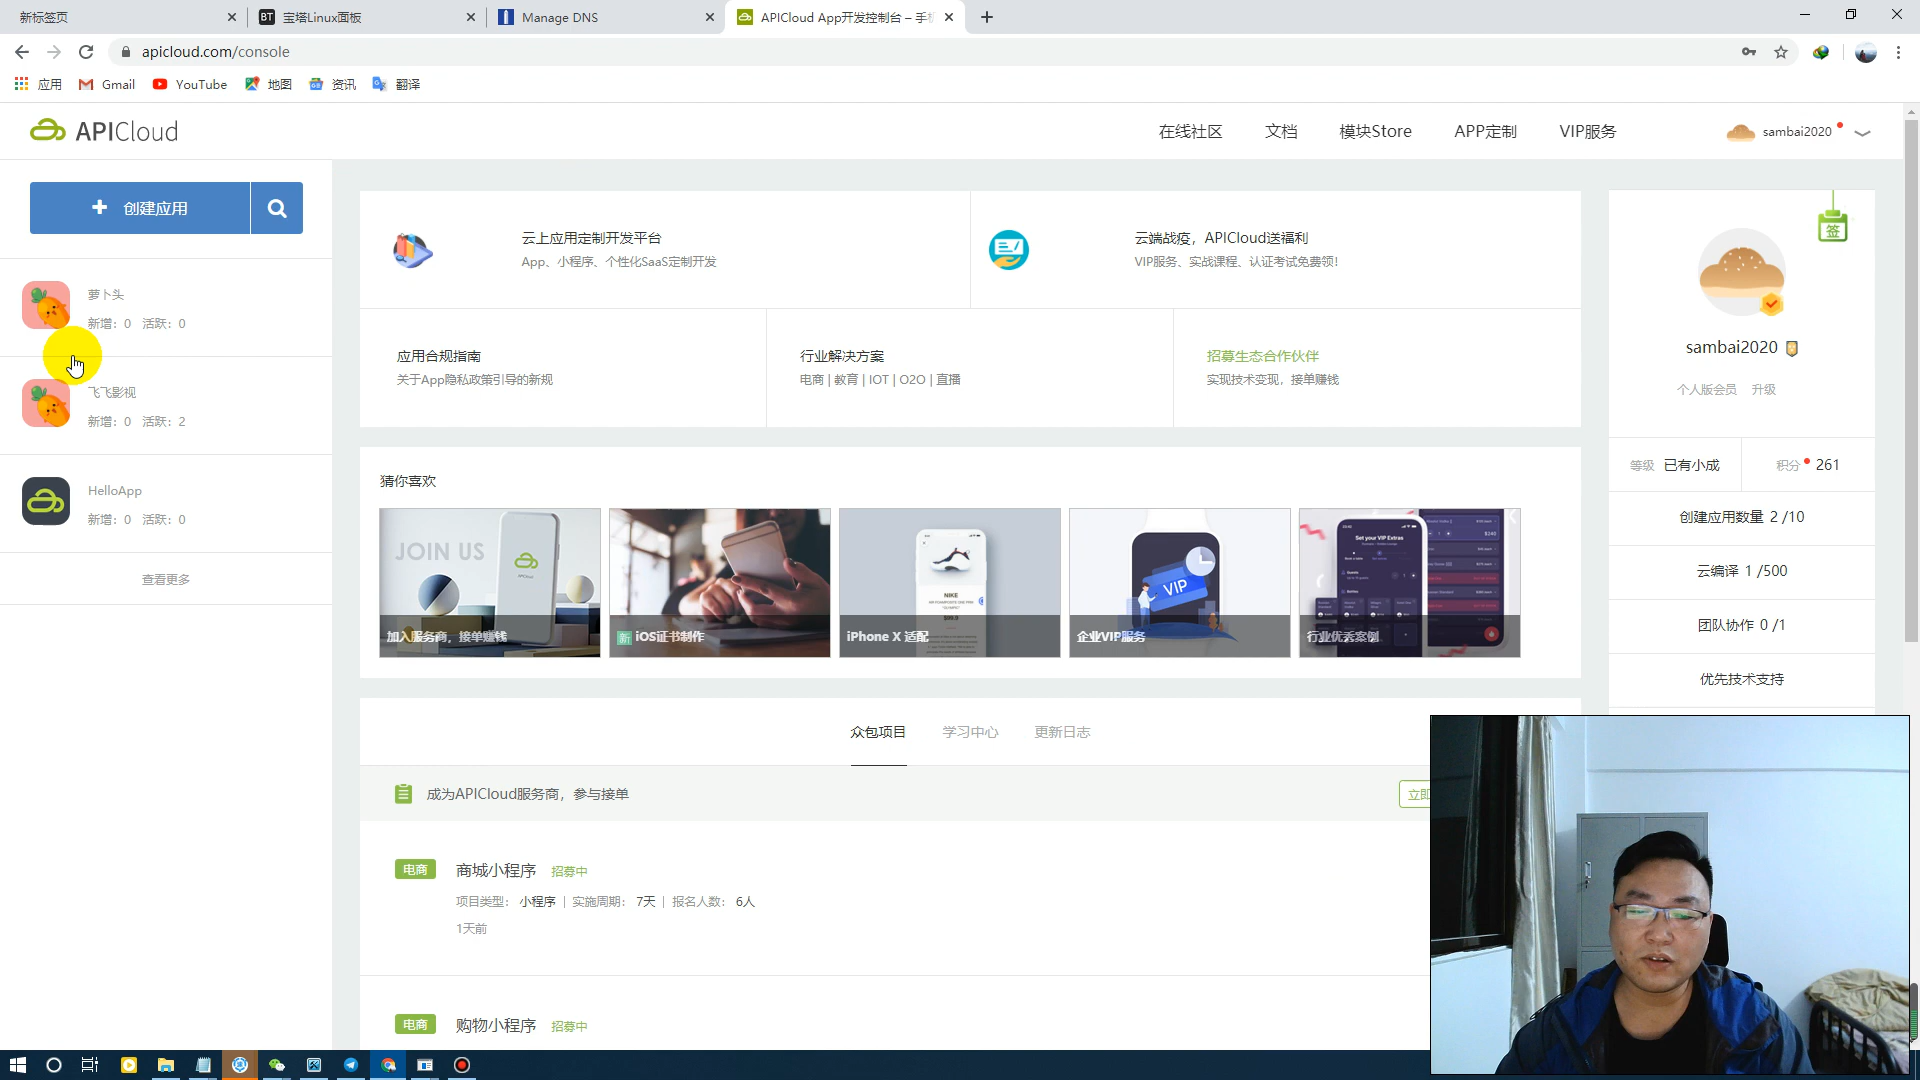 新标签页
BT 宝塔Linux面板
Manage DNS
APICloud App开发控制台 – 手机
apicloud.com/console
应用
Gmail
YouTube
地图
资讯
翻译
APICloud
在线社区
文档
模块Store
APP定制
VIP服务
sambai2020
+ 创建应用
萝卜头
新增：0 活跃：0
飞飞影视
新增：0 活跃：2
HelloApp
新增：0 活跃：0
查看更多
云上应用定制开发平台
App、小程序、个性化SaaS定制开发
云端战疫，APICloud送福利
VIP服务、实战课程、认证考试免费领!
应用合规指南
关于App隐私政策引导的新规
行业解决方案
电商 | 教育 | IOT | O2O | 直播
招募生态合作伙伴
实现技术变现，接单赚钱
猜你喜欢
JOIN US
加入服务商，接单赚钱
新 iOS证书制作
NIKE
iPhone X 适配
VIP
企业VIP服务
Set your VIP Extras
行业优秀案例
众包项目
学习中心
更新日志
成为APICloud服务商，参与接单
立即
电商 商城小程序 招募中
项目类型： 小程序 | 实施周期： 7天 | 报名人数： 6人
1天前
电商 购物小程序 招募中
签
sambai2020
个人版会员 升级
等级 已有小成
积分 261
创建应用数量 2 /10
云编译 1 /500
团队协作 0 /1
优先技术支持